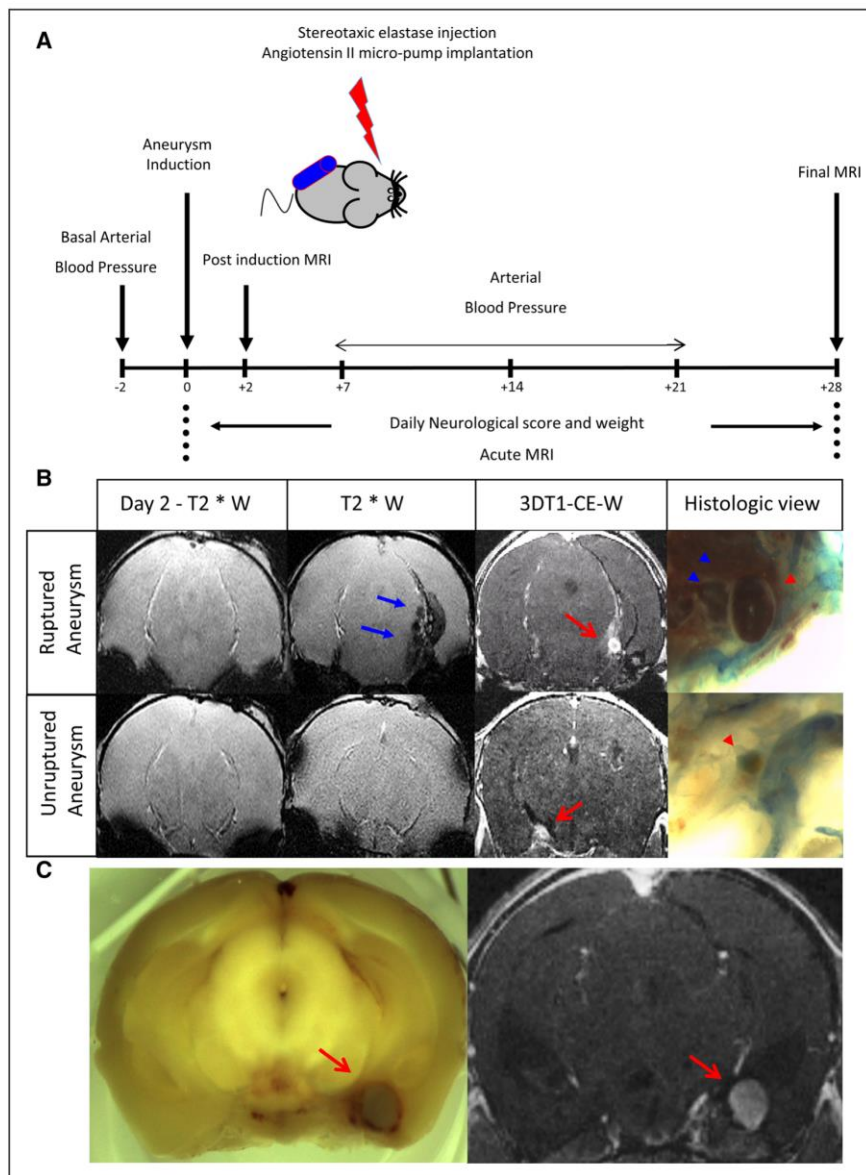 A
Stereotaxic elastase injection
Angiotensin II micro-pump implantation
Aneurysm
Induction
Final MRI
Basal Arterial
Blood Pressure
Post induction MRI
Arterial
Blood Pressure
-2
0
+2
+7
+14
+21
+28
Daily Neurological score and weight
Acute MRI
B
Day 2 - T2 * W
T2 * W
3DT1-CE-W
Histologic view
Ruptured
Aneurysm
Unruptured
Aneurysm
C